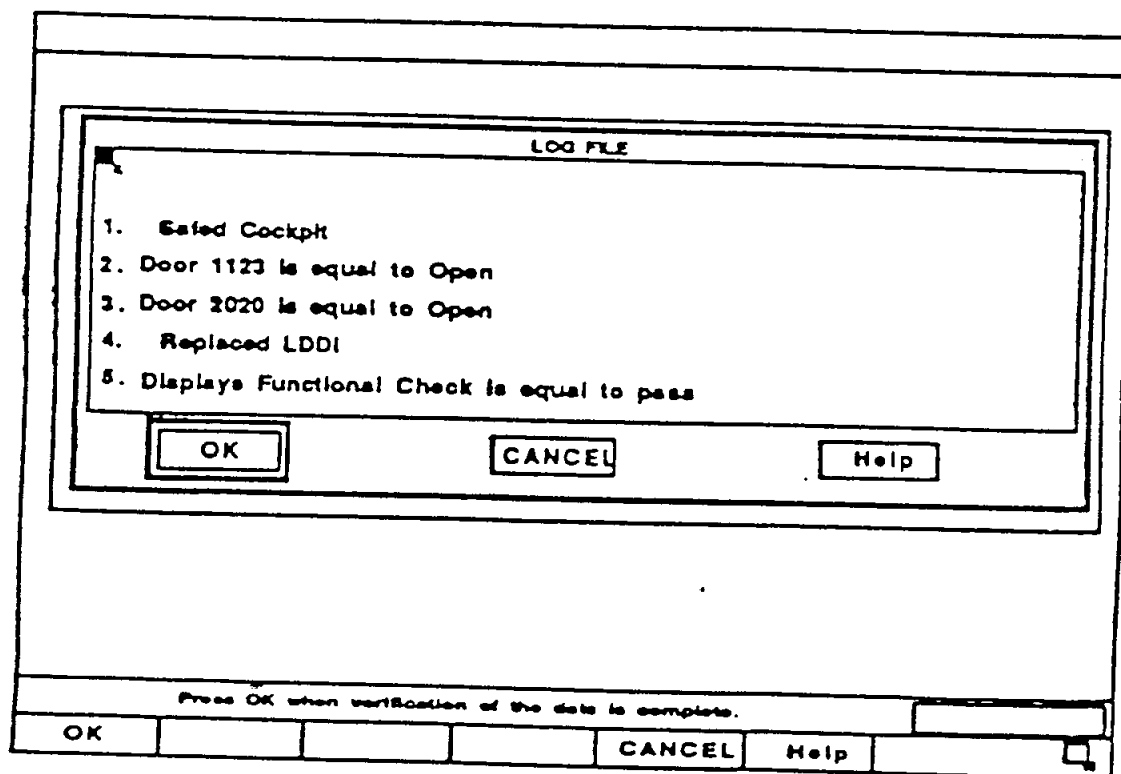 LOG FILE
1. Safed Cockpit
2. Door 1123 is equal to Open
3. Door 2020 is equal to Open
4. Replaced LDDI
5. Displays Functional Check is equal to pass
OK CANCEL Help
Press OK when verification of the data is complete.
OK CANCEL Help